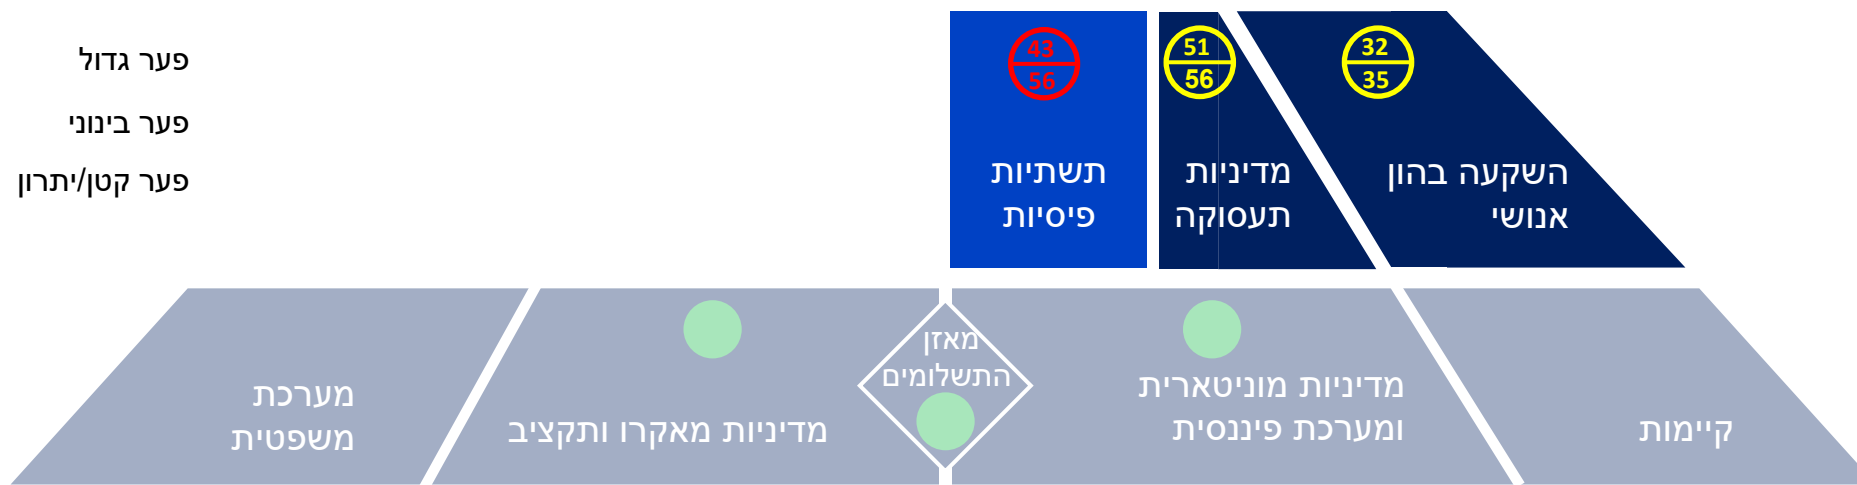 32
35
השקעה בהון
אנושי
51
56
מדיניות
תעסוקה
43
56
תשתיות
פיסיות
פער גדול
פער בינוני
פער קטן/יתרון
קיימות
מדיניות מוניטארית
ומערכת פיננסית
מאזן
התשלומים
מדיניות מאקרו ותקציב
מערכת
משפטית